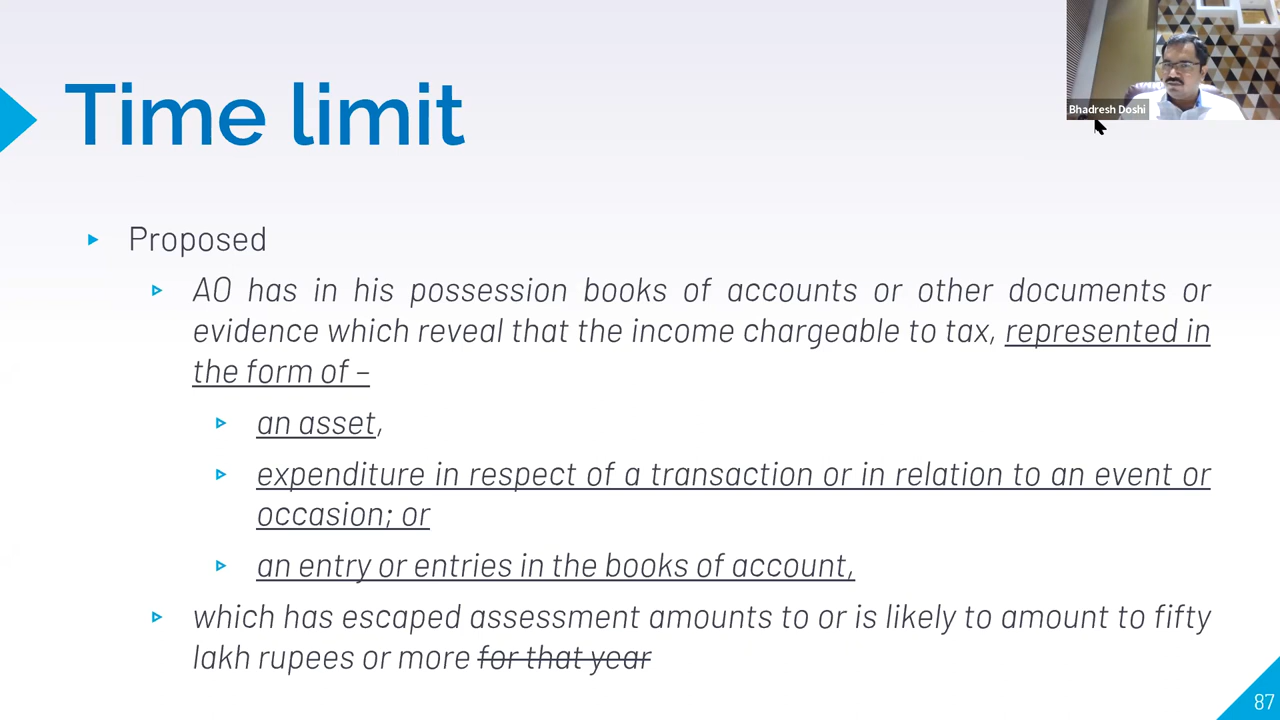 Time limit
Bhadresh Doshi
Proposed
AO has in his possession books of accounts or other documents or
evidence which reveal that the income chargeable to tax, represented in
the form of –
an asset,
expenditure in respect of a transaction or in relation to an event or
occasion; or
an entry or entries in the books of account,
which has escaped assessment amounts to or is likely to amount to fifty
lakh rupees or more for that year
87